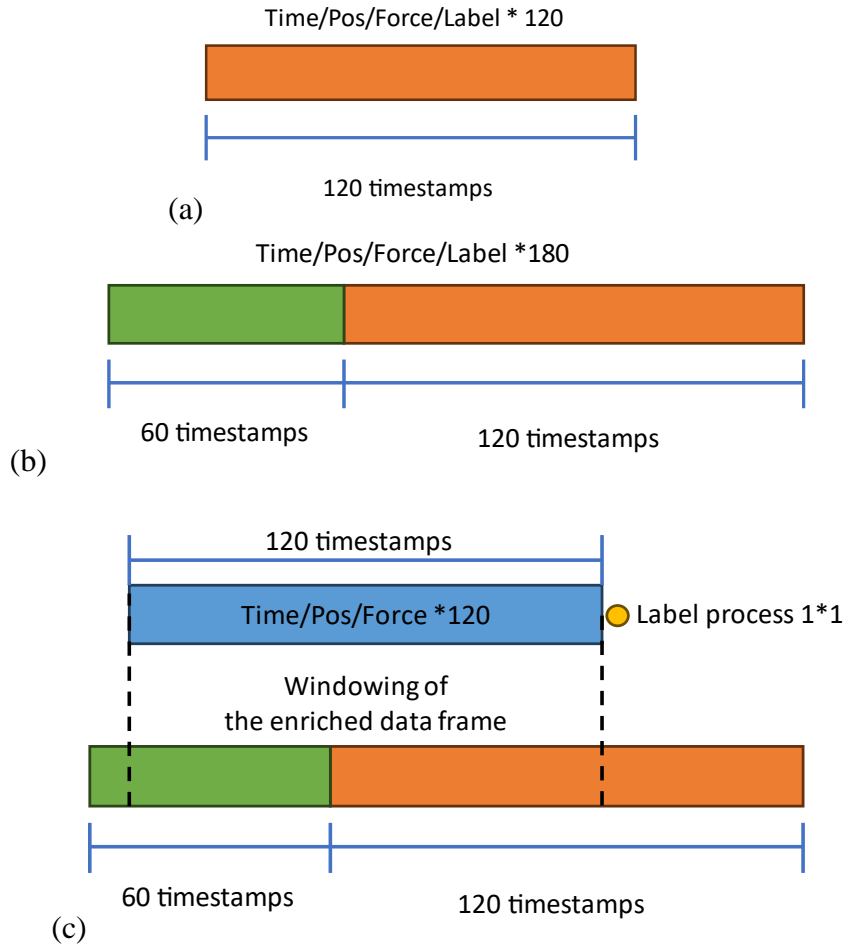 Time/Pos/Force/Label * 120
120 timestamps
(a)
Time/Pos/Force/Label *180
60 timestamps
120 timestamps
(b)
120 timestamps
Time/Pos/Force *120
Label process 1*1
Windowing of
the enriched data frame
60 timestamps
120 timestamps
(c)